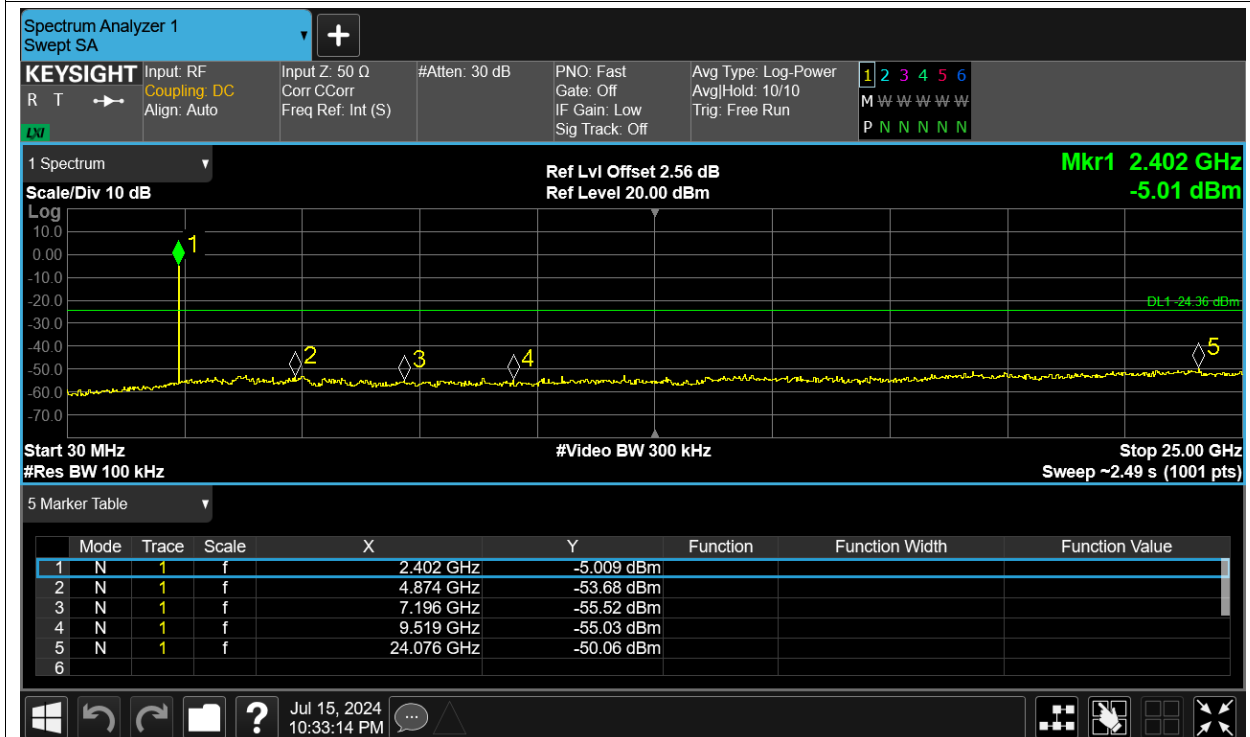 Spectrum Analyzer 1
Swept SA
+
KEYSIGHT Input: RF Input Z: 50 Ω #Atten: 30 dB PNO: Fast Avg Type: Log-Power 1 2 3 4 5 6
R T Coupling: DC Corr CCorr Gate: Off Avg|Hold: 10/10 M W W W W W W
Align: Auto Freq Ref: Int (S) IF Gain: Low Trig: Free Run
LXI Sig Track: Off P N N N N N N
1 Spectrum Ref Lvl Offset 2.56 dB Mkr1 2.402 GHz
Scale/Div 10 dB Ref Level 20.00 dBm -5.01 dBm
Log
10.0
1
0.00
-10.0
-20.0 DL1 -24.36 dBm
-30.0
-40.0
2 3 4 5
-50.0
-60.0
-70.0
Start 30 MHz #Video BW 300 kHz Stop 25.00 GHz
#Res BW 100 kHz Sweep ~2.49 s (1001 pts)
5 Marker Table
Mode Trace Scale X Y Function Function Width Function Value
1 N 1 f 2.402 GHz -5.009 dBm
2 N 1 f 4.874 GHz -53.68 dBm
3 N 1 f 7.196 GHz -55.52 dBm
4 N 1 f 9.519 GHz -55.03 dBm
5 N 1 f 24.076 GHz -50.06 dBm
6
? Jul 15, 2024
10:33:14 PM